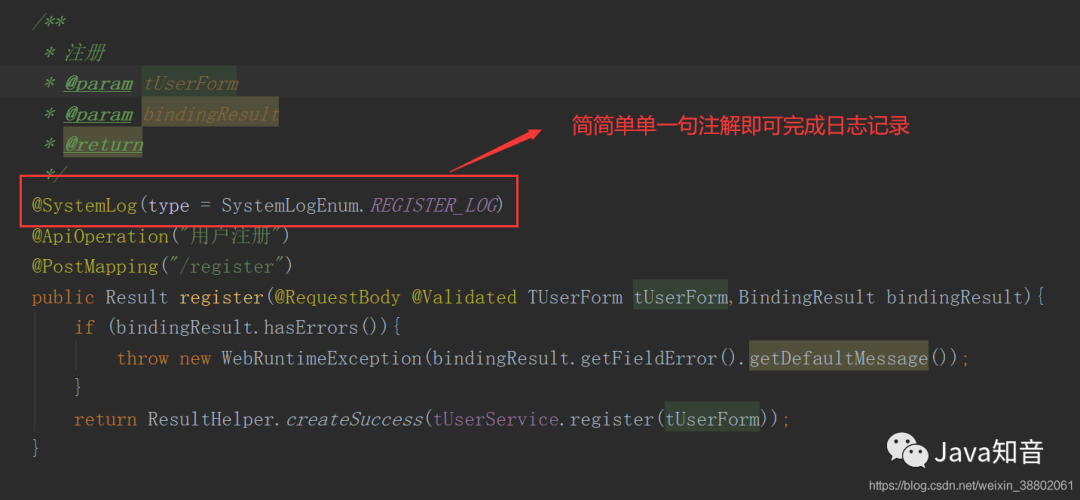 /**
* 注册
* @param tUserForm
* @param bindingResult
* @return
*/
简简单单一句注解即可完成日志记录
@SystemLog(type = SystemLogEnum.REGISTER_LOG)
@ApiOperation("用户注册")
@PostMapping("/register")
public Result register(@RequestBody @Validated TUserForm tUserForm,BindingResult bindingResult){
if (bindingResult.hasErrors()){
throw new WebRuntimeException(bindingResult.getFieldError().getDefaultMessage());
}
return ResultHelper.createSuccess(tUserService.register(tUserForm));
}
Java知音
https://blog.csdn.net/weixin_38802061